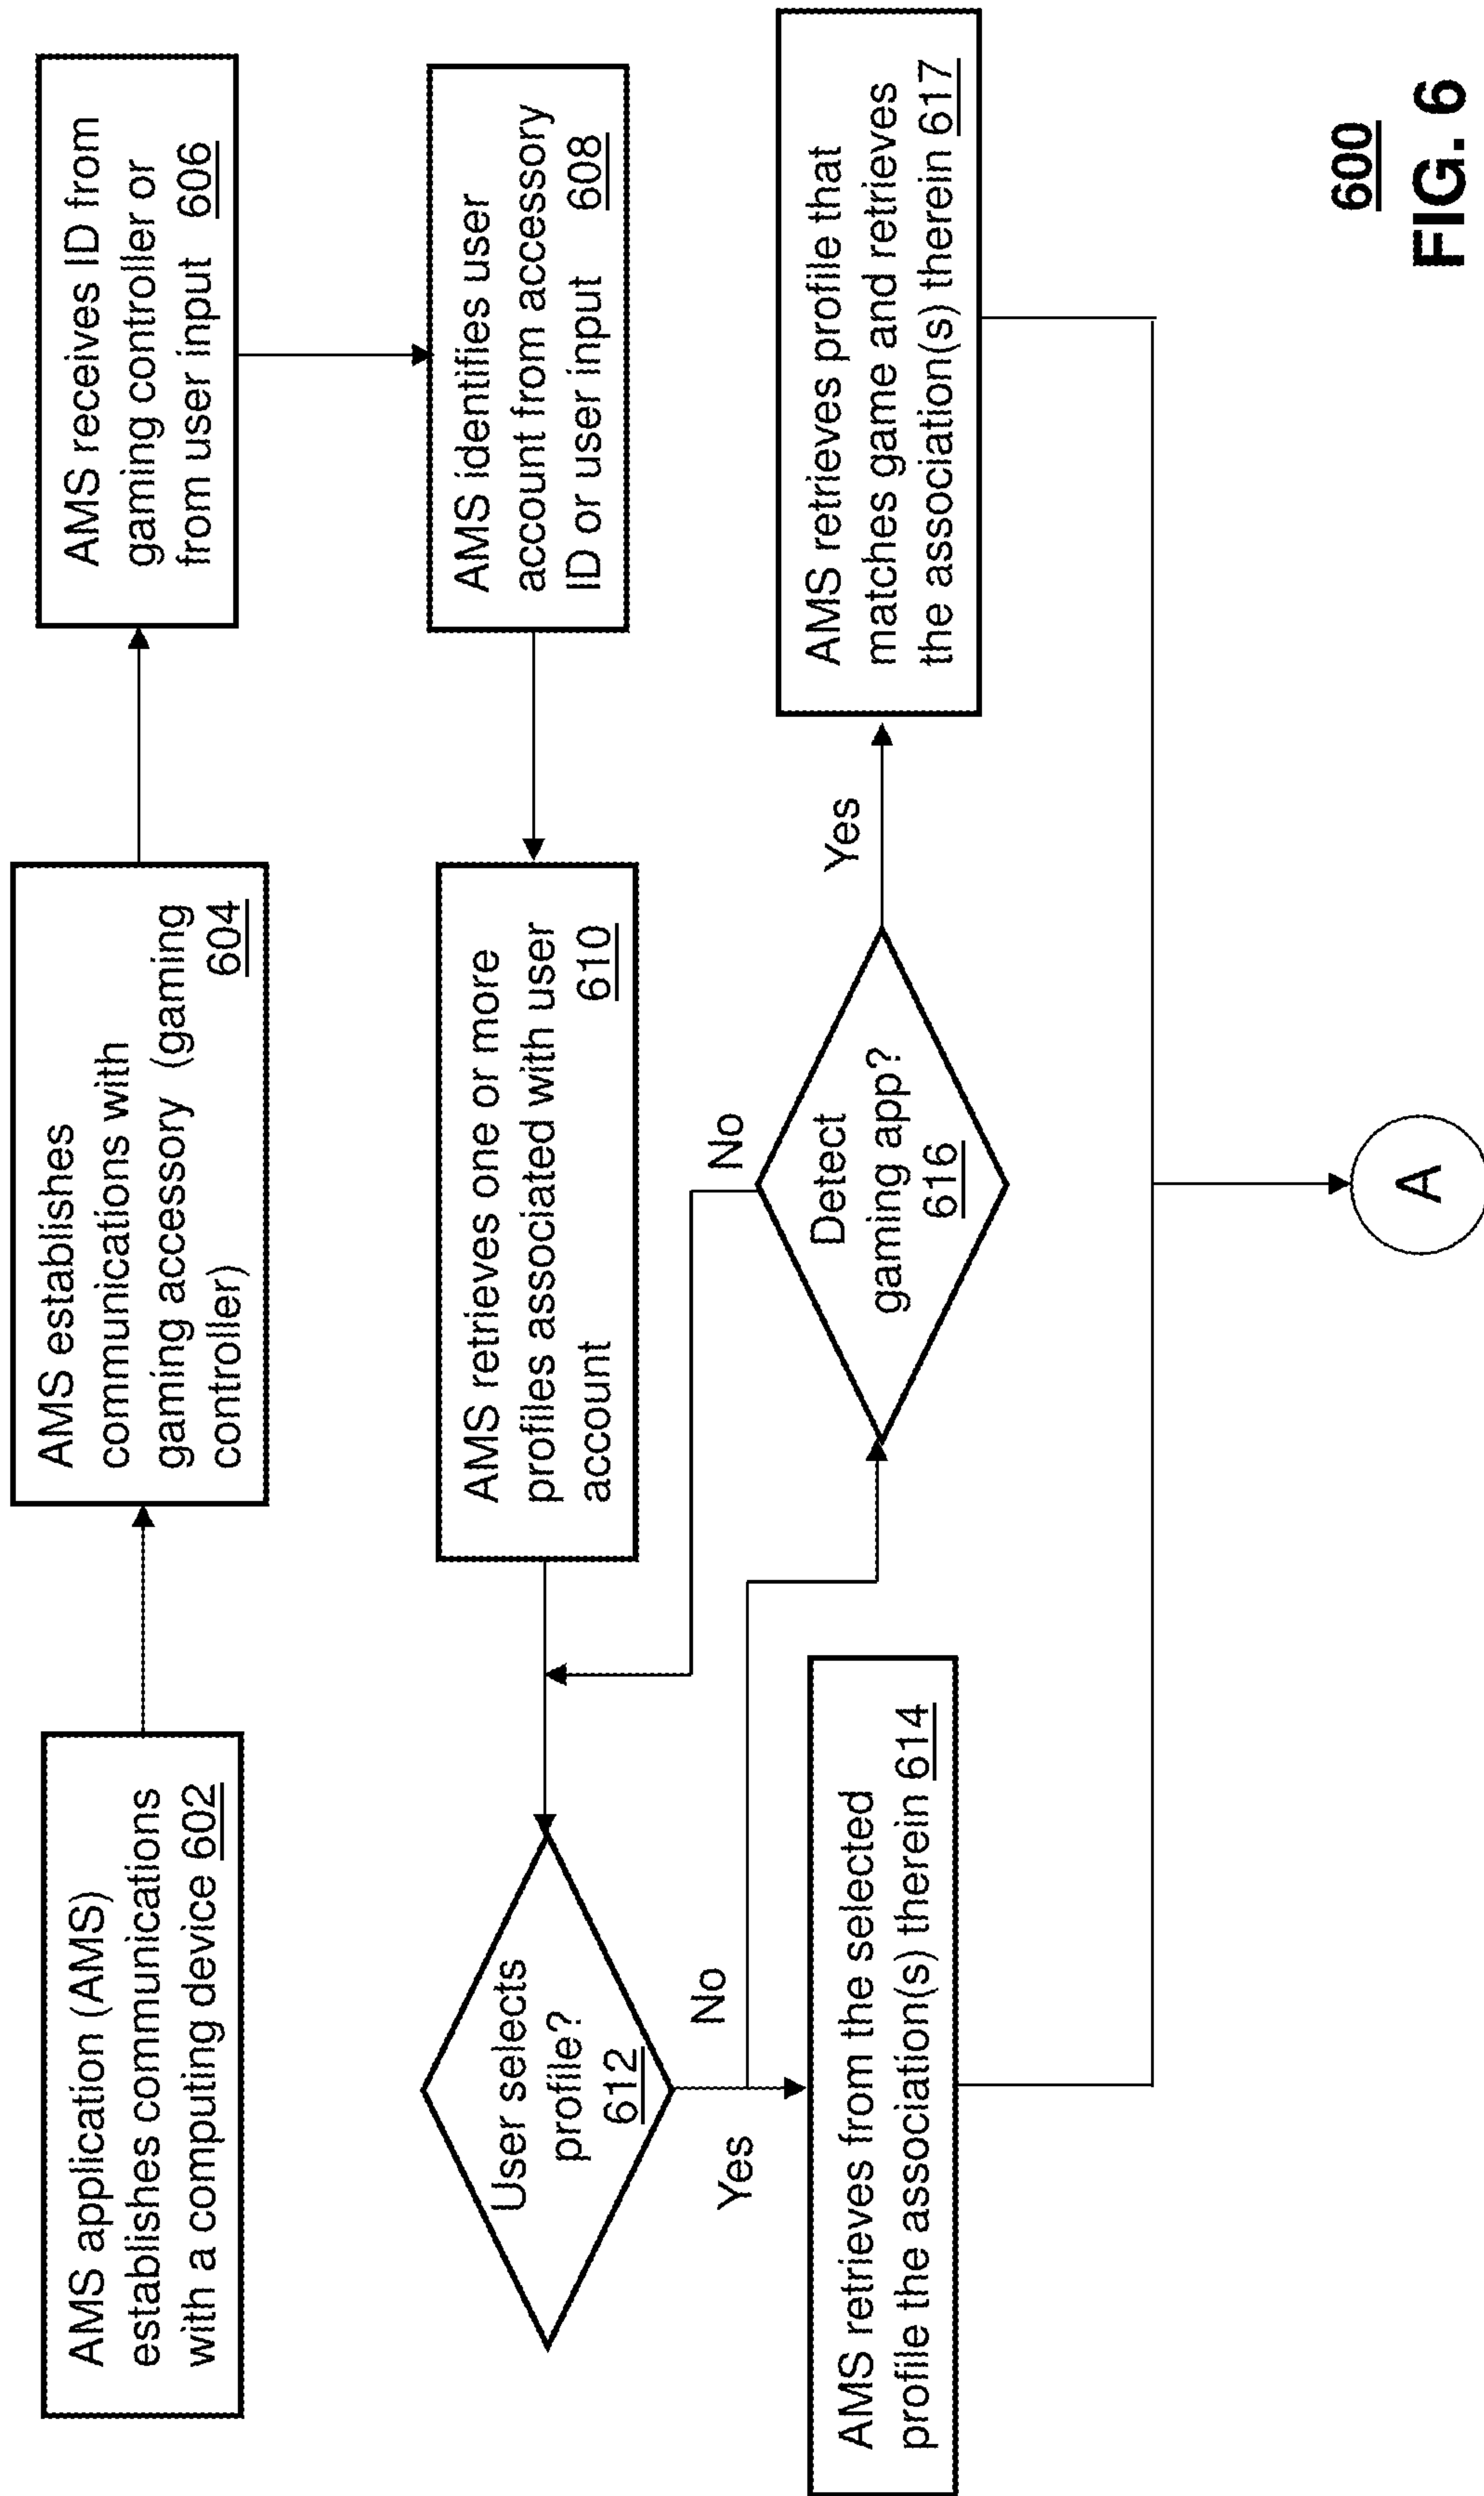 AMS application (AMS)
establishes communications
with a computing device 602
AMS establishes
communications with
gaming accessory (gaming
controller) 604
AMS receives ID from
gaming controller or
from user input 606
AMS identifies user
account from accessory
ID or user input 608
AMS retrieves one or more
profiles associated with user
account 610
User selects
profile?
612
No
Yes
AMS retrieves from the selected
profile the association(s) therein 614
Detect
gaming app?
616
No
Yes
AMS retrieves profile that
matches game and retrieves
the association(s) therein 617
A
600
FIG. 6